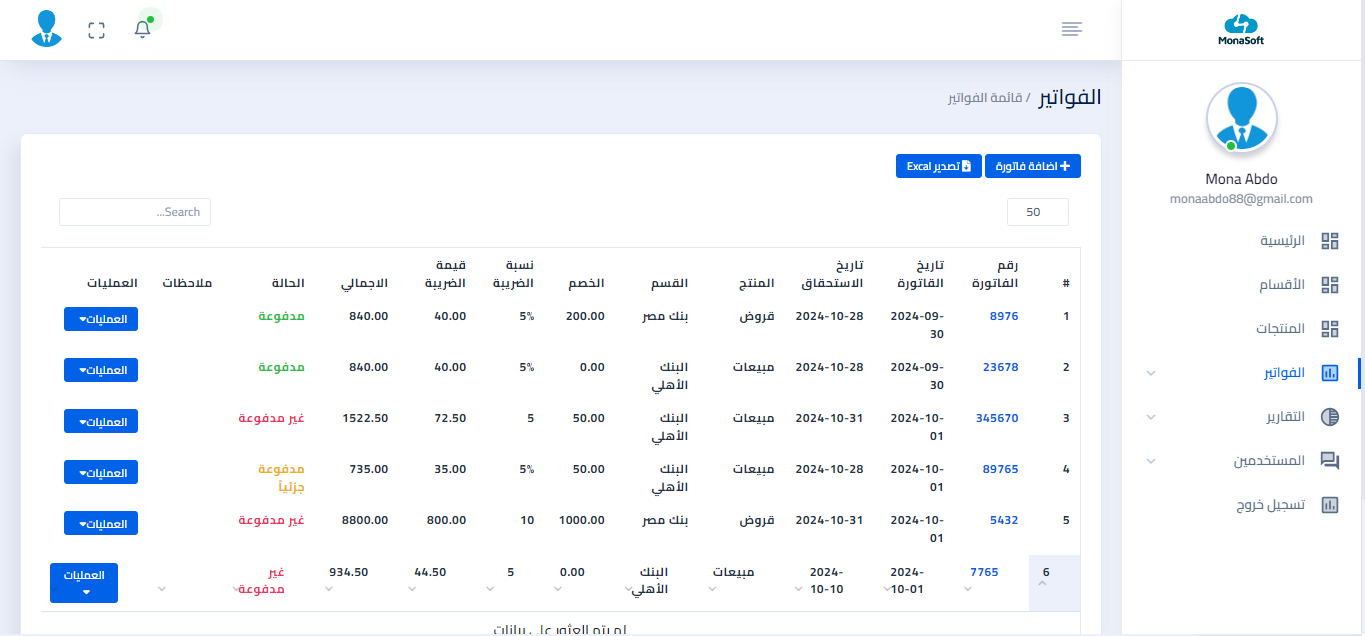 MonaSoft
Mona Abdo
monaabdo88@gmail.com
الرئيسية
الأقسام
المنتجات
الفواتير
التقارير
المستخدمين
تسجيل خروج
الفواتير / قائمة الفواتير
اضافة فاتورة
تصدير Excal
50
Search...
# رقم الفاتورة تاريخ الفاتورة تاريخ الاستحقاق المنتج القسم الخصم نسبة الضريبة قيمة الضريبة الاجمالي الحالة ملاحظات العمليات
1 8976 2024-09-30 2024-10-28 قروض بنك مصر 200.00 5% 40.00 840.00 مدفوعة العمليات
2 23678 2024-09-30 2024-10-28 مبيعات البنك الأهلي 0.00 5% 40.00 840.00 مدفوعة العمليات
3 345670 2024-10-01 2024-10-31 مبيعات البنك الأهلي 50.00 5 72.50 1522.50 غير مدفوعة العمليات
4 89765 2024-10-01 2024-10-28 مبيعات البنك الأهلي 50.00 5% 35.00 735.00 مدفوعة جزئياً العمليات
5 5432 2024-10-01 2024-10-31 قروض بنك مصر 1000.00 10 800.00 8800.00 غير مدفوعة العمليات
6 7765 2024-10-01 2024-10-10 مبيعات البنك الأهلي 0.00 5 44.50 934.50 غير مدفوعة العمليات
لم يتم العثور على بيانات